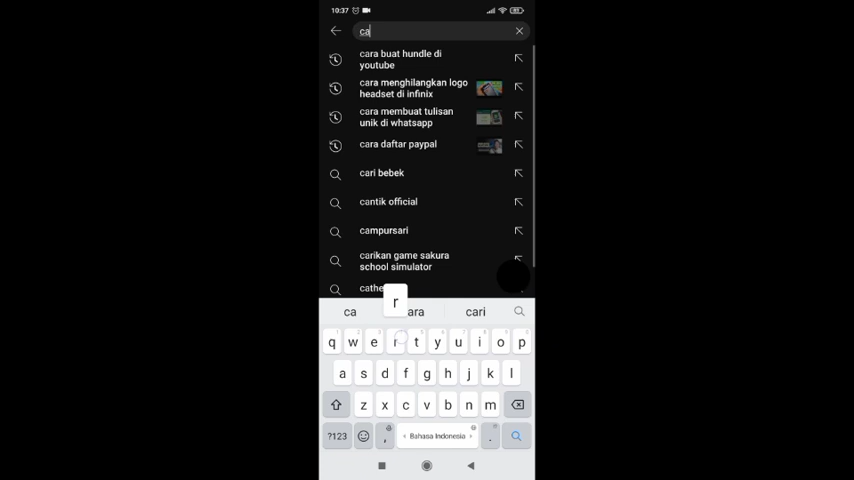 10:37
ca
cara buat hundle di
youtube
cara menghilangkan logo
headset di infinix
cara membuat tulisan
unik di whatsapp
cara daftar paypal
cari bebek
cantik official
campursari
carikan game sakura
school simulator
cathe
r
ca ara cari
q w e r t y u i o p
a s d f g h j k l
z x c v b n m
?123 , Bahasa Indonesia .